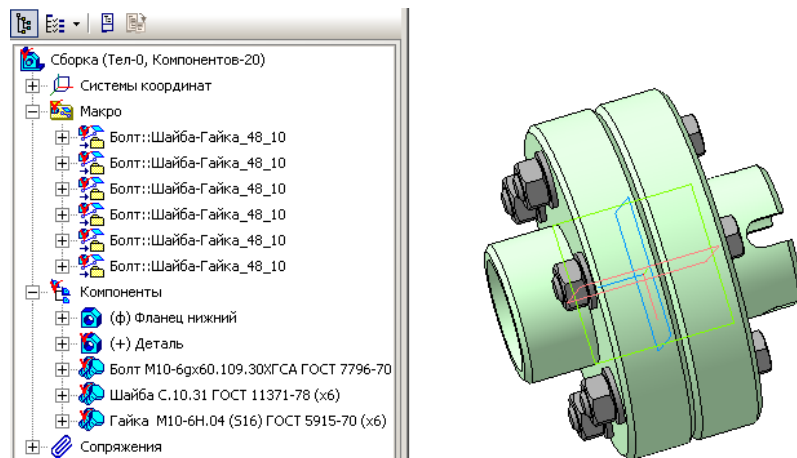 Сборка (Тел-0, Компонентов-20)
Системы координат
Макро
Болт::Шайба-Гайка_48_10
Болт::Шайба-Гайка_48_10
Болт::Шайба-Гайка_48_10
Болт::Шайба-Гайка_48_10
Болт::Шайба-Гайка_48_10
Болт::Шайба-Гайка_48_10
Компоненты
(ф) Фланец нижний
(+) Деталь
Болт М10-6gx60.109.30ХГСА ГОСТ 7796-70
Шайба С.10.31 ГОСТ 11371-78 (x6)
Гайка М10-6Н.04 (S16) ГОСТ 5915-70 (x6)
Сопряжения